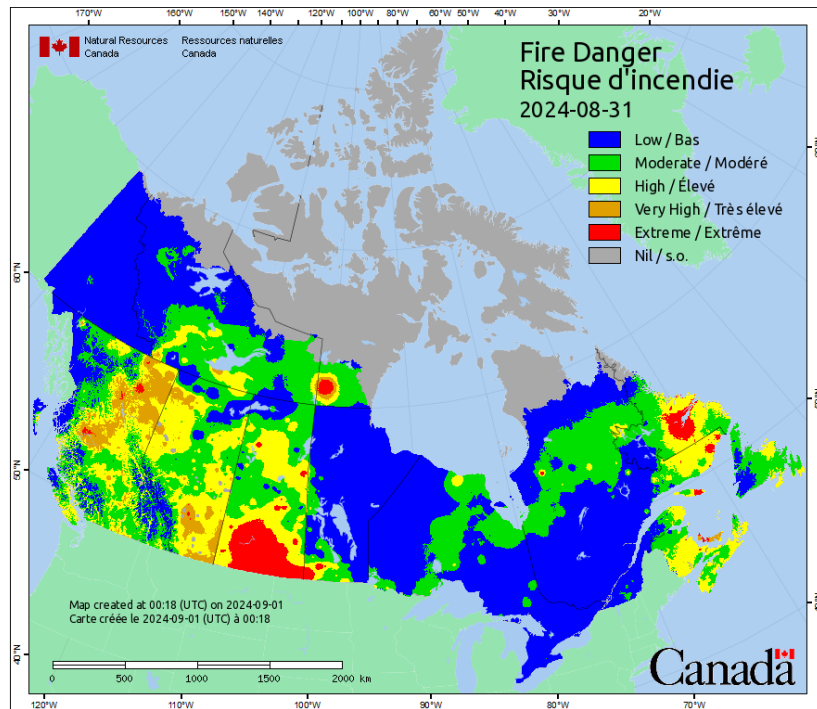 170°W 160°W 150°W 140°W 130°W 120°W 110°W 100°W 90°W 80°W 70°W 60°W 50°W 40°W 30°W 20°W
Natural Resources Canada
Ressources naturelles Canada
Fire Danger
Risque d'incendie
2024-08-31
Low / Bas
Moderate / Modéré
High / Élevé
Very High / Très élevé
Extreme / Extrême
Nil / s.o.
60°N
50°N
40°N
Map created at 00:18 (UTC) on 2024-09-01
Carte créée le 2024-09-01 (UTC) à 00:18
0 500 1000 1500 2000 km
Canada
120°W 110°W 100°W 90°W 80°W 70°W